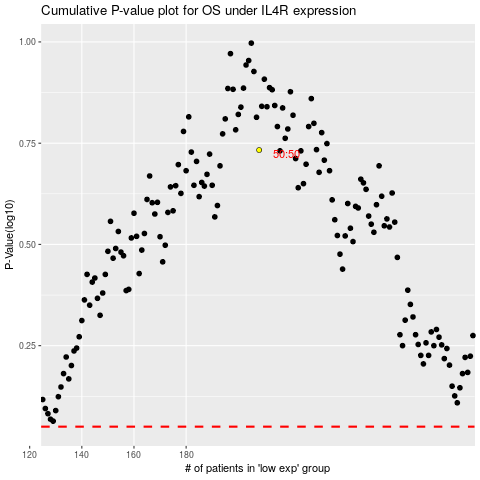 Cumulative P-value plot for OS under IL4R expression
P-Value(log10)
1.00
0.75
0.50
0.25
50:50
120 140 160 180
# of patients in 'low exp' group